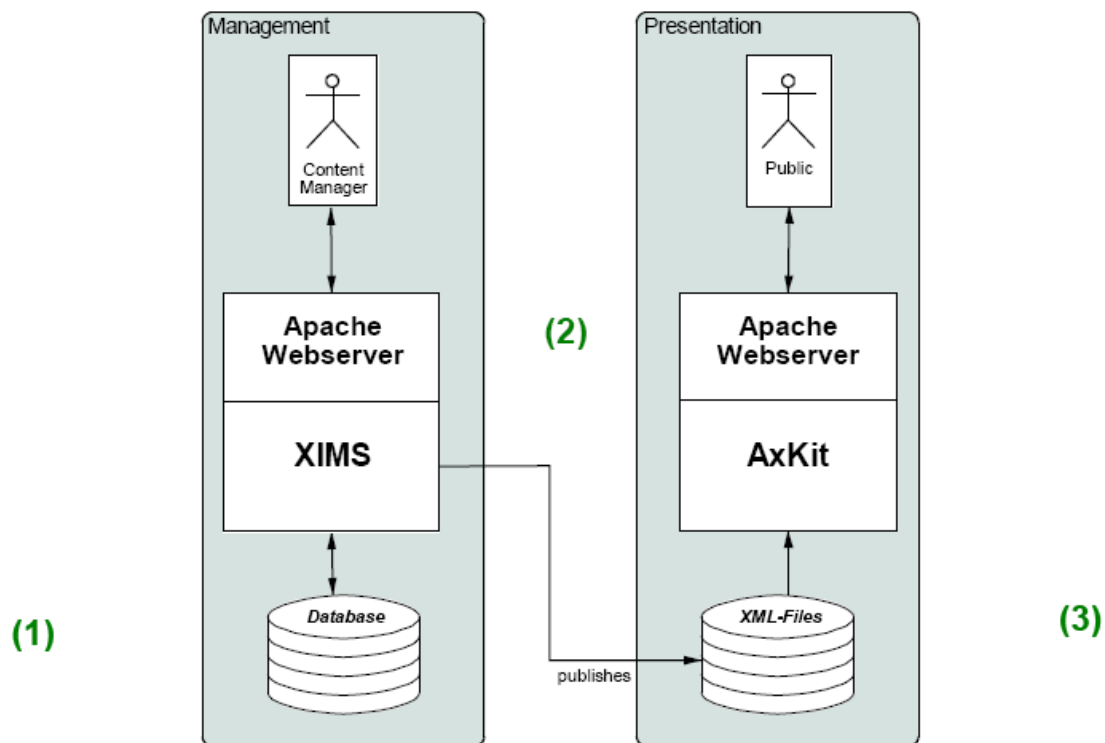 Management
Content
Manager
Apache
Webserver
XIMS
Database
(1)
(2)
publishes
Presentation
Public
Apache
Webserver
AxKit
XML-Files
(3)